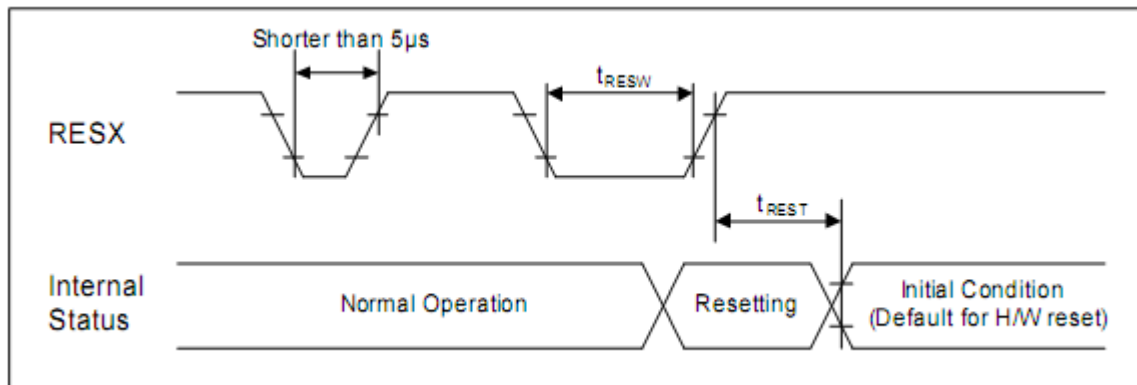 Shorter than 5µs
tRESW
RESX
tREST
Internal
Status
Normal Operation
Resetting
Initial Condition
(Default for H/W reset)